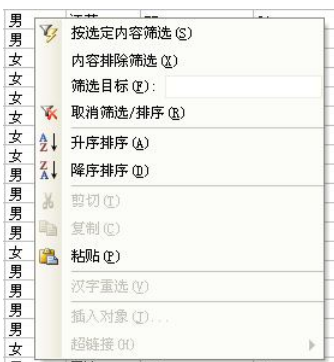 男
男
女
女
女
女
女
女
男
男
男
男
女
男
男
男
男
女
按选定内容筛选(S)
内容排除筛选(X)
筛选目标(F):
取消筛选/排序(R)
升序排序(A)
降序排序(D)
剪切(T)
复制(C)
粘贴(P)
汉字重选(V)
插入对象(J)...
超链接(H)